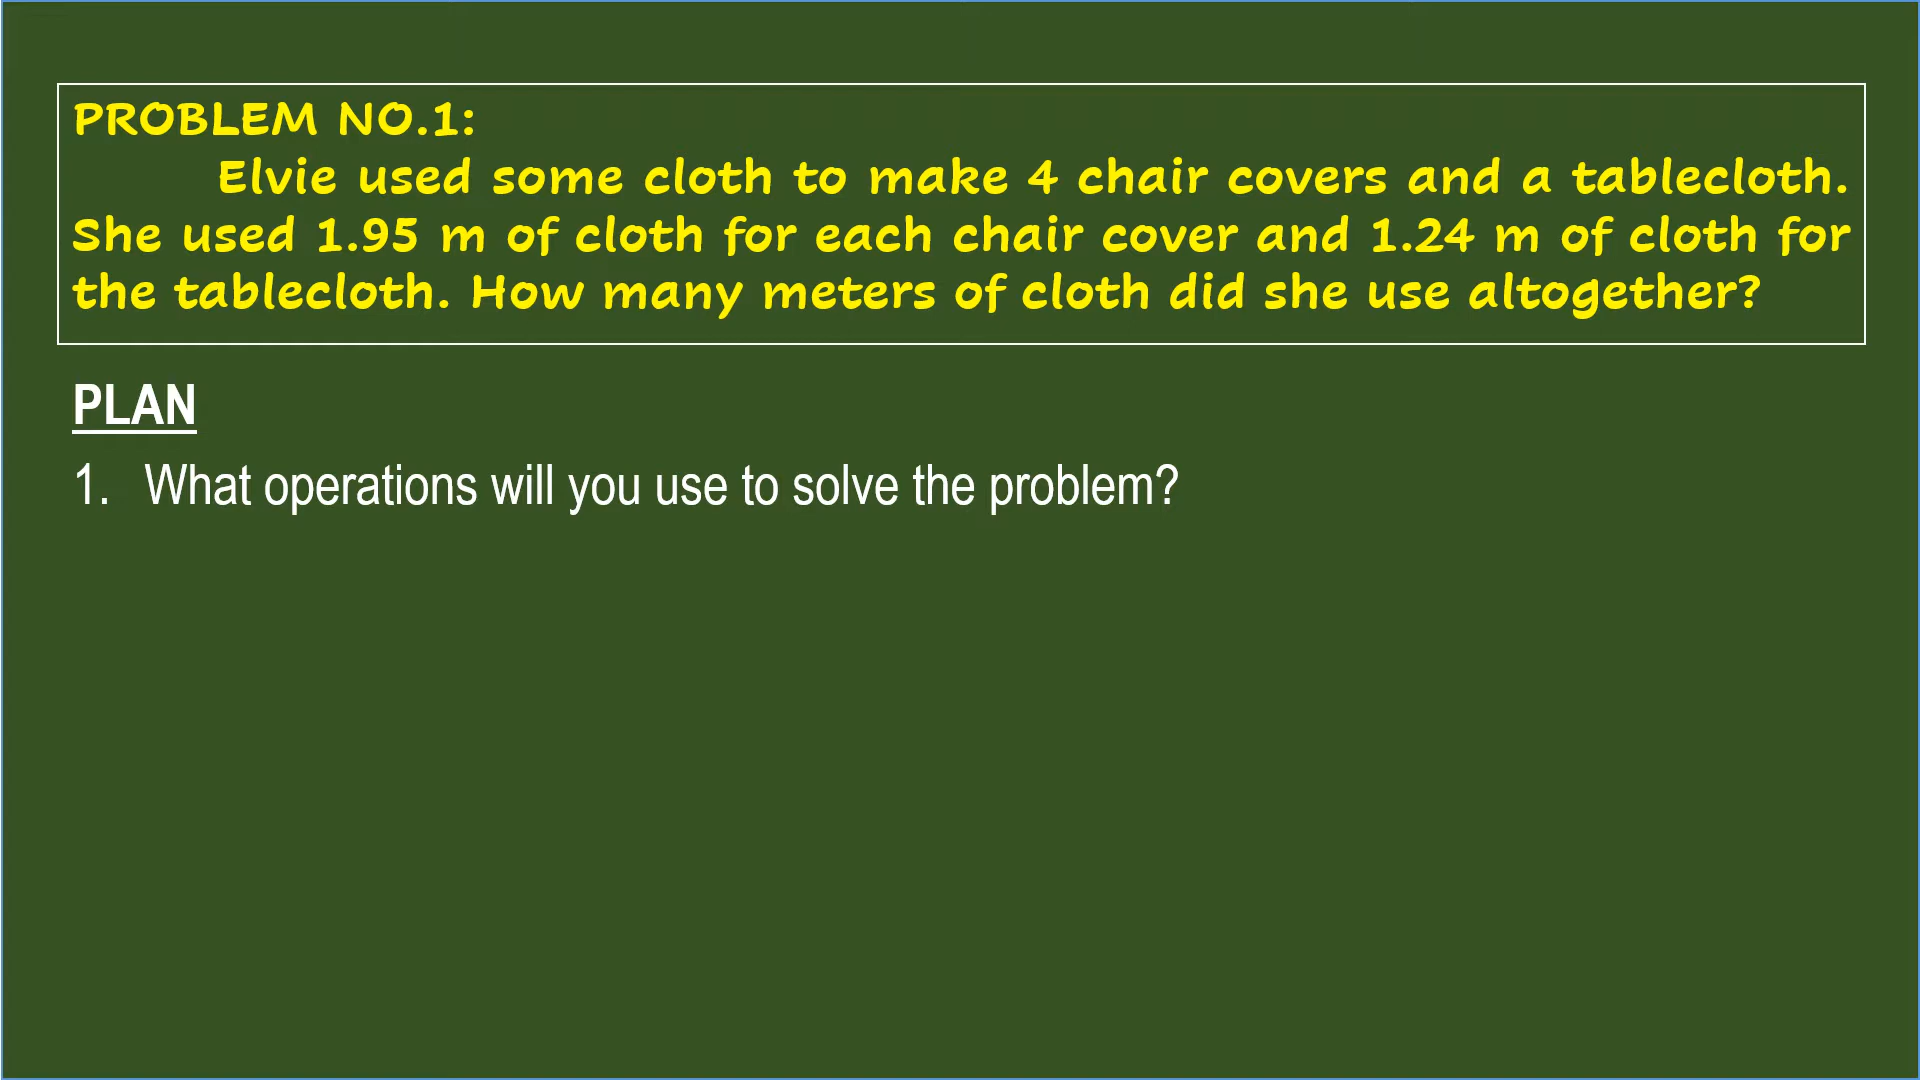 PROBLEM NO.1:
Elvie used some cloth to make 4 chair covers and a tablecloth.
She used 1.95 m of cloth for each chair cover and 1.24 m of cloth for
the tablecloth. How many meters of cloth did she use altogether?
PLAN
1. What operations will you use to solve the problem?